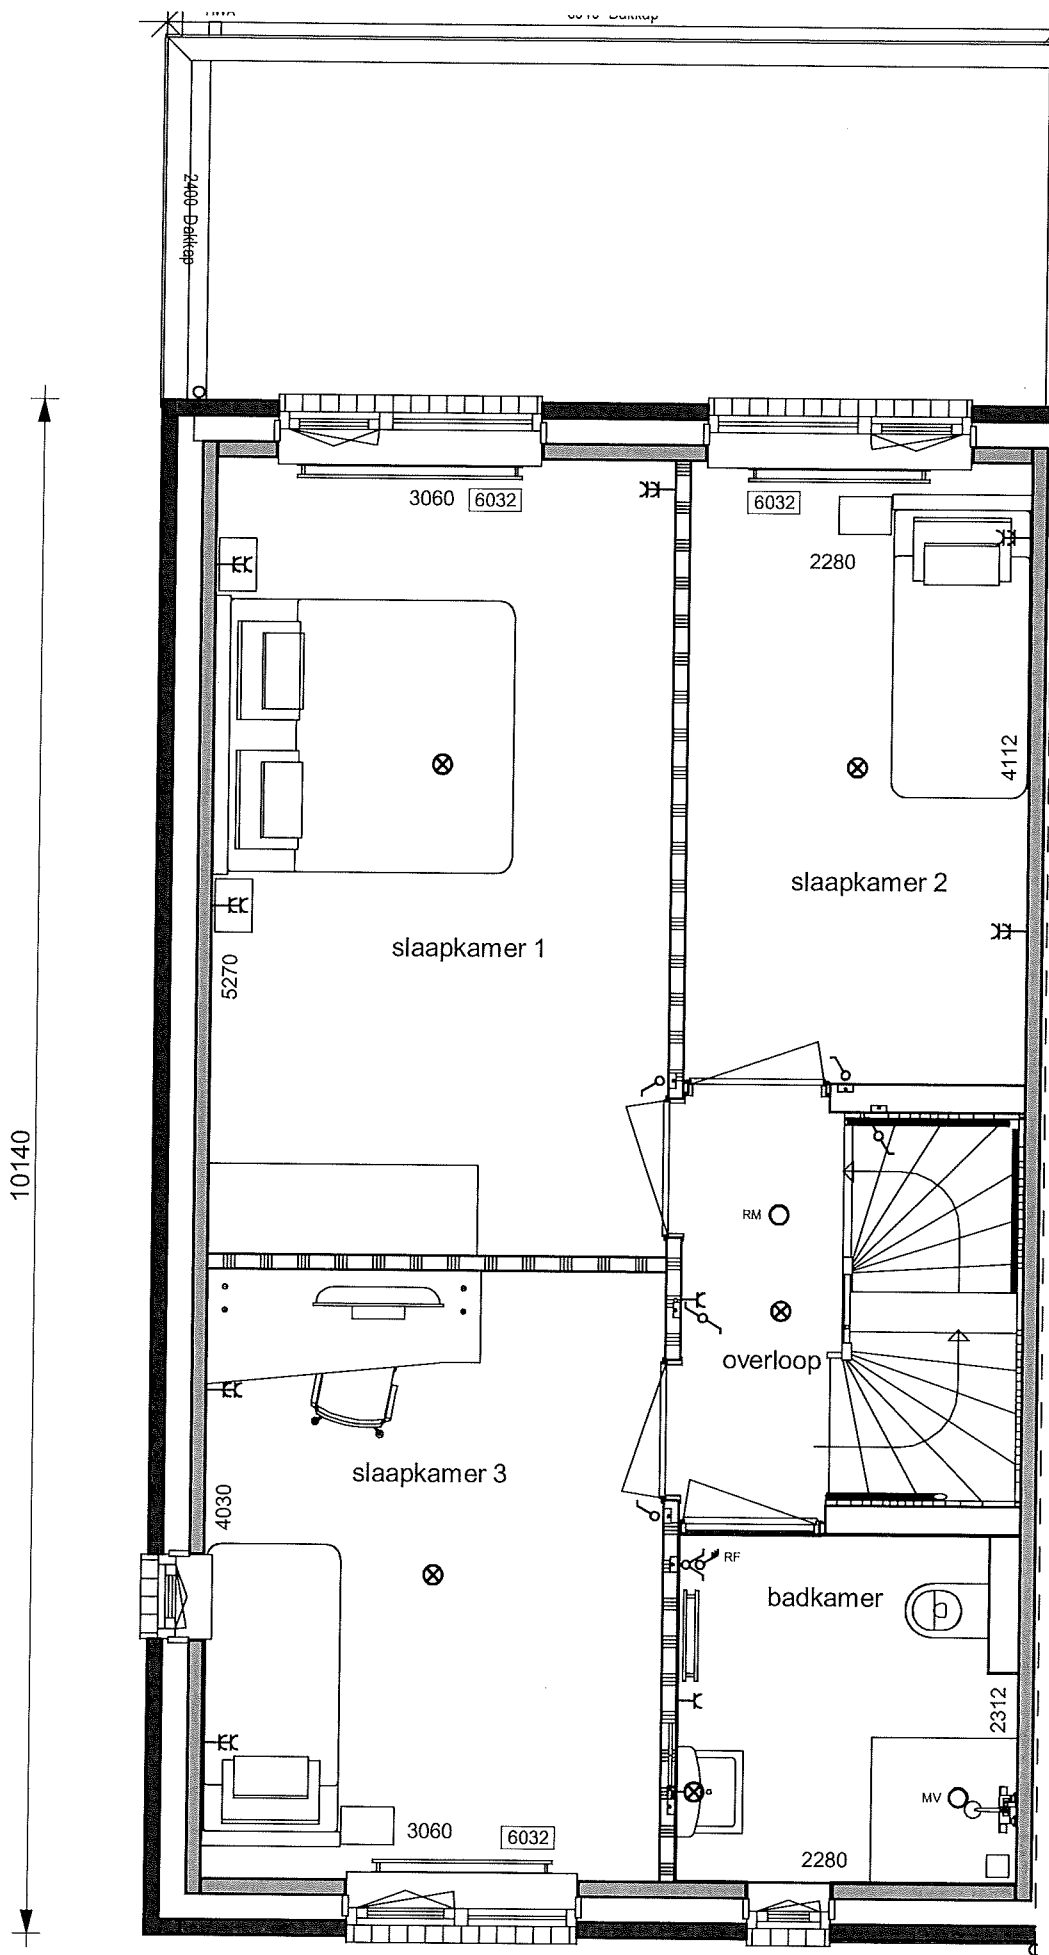 2400 Dakkap
3060 6032
6032
2280
4112
slaapkamer 2
slaapkamer 1
5270
10140
RM
overloop
slaapkamer 3
4030
RF
badkamer
2312
MV
3060 6032
2280